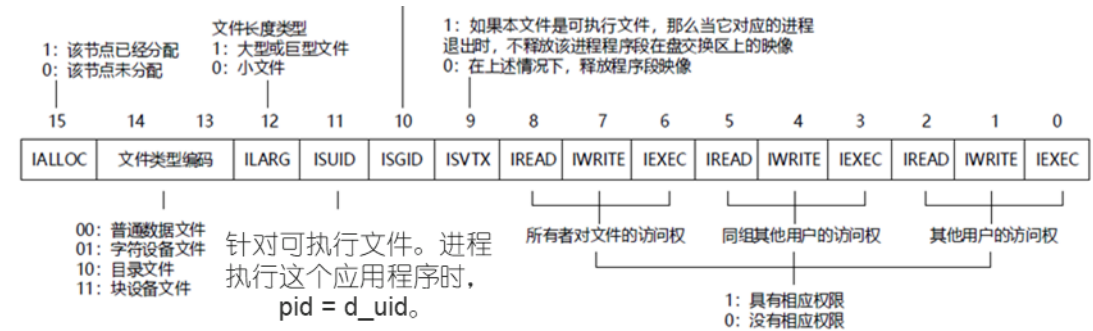 文件长度类型
1：该节点已经分配
0：该节点未分配
1：大型或巨型文件
0：小文件
1：如果本文件是可执行文件，那么当它对应的进程
退出时，不释放该进程程序段在盘交换区上的映像
0：在上述情况下，释放程序段映像
15 14 13 12 11 10 9 8 7 6 5 4 3 2 1 0
IALLOC 文件类型编码 ILARG ISUID ISGID ISVTX IREAD IWRITE IEXEC IREAD IWRITE IEXEC IREAD IWRITE IEXEC
00：普通数据文件
01：字符设备文件
10：目录文件
11：块设备文件
针对可执行文件。进程
执行这个应用程序时，
pid = d_uid。
所有者对文件的访问权
同组其他用户的访问权
其他用户的访问权
1：具有相应权限
0：没有相应权限